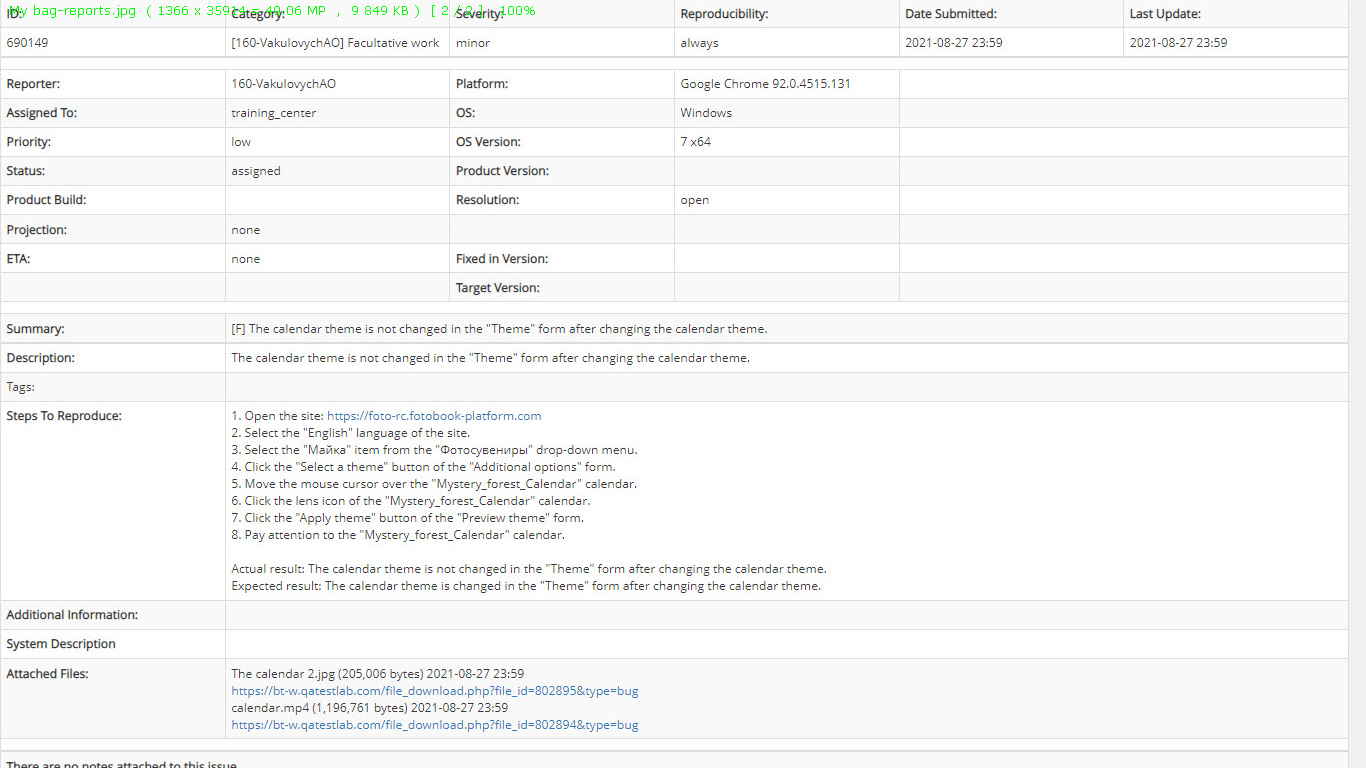 My bag-reports.jpg ( 1366 x 35914 = 49.06 MP , 9 849 KB ) [ 2 / 2 ] 100%
ID: Category: Severity: Reproducibility: Date Submitted: Last Update:
690149 [160-VakulovychAO] Facultative work minor always 2021-08-27 23:59 2021-08-27 23:59
Reporter: 160-VakulovychAO Platform: Google Chrome 92.0.4515.131
Assigned To: training_center OS: Windows
Priority: low OS Version: 7 x64
Status: assigned Product Version:
Product Build: Resolution: open
Projection: none
ETA: none Fixed in Version:
Target Version:
Summary: [F] The calendar theme is not changed in the "Theme" form after changing the calendar theme.
Description: The calendar theme is not changed in the "Theme" form after changing the calendar theme.
Tags:
Steps To Reproduce: 1. Open the site: https://foto-rc.fotobook-platform.com
2. Select the "English" language of the site.
3. Select the "Майка" item from the "Фотосувениры" drop-down menu.
4. Click the "Select a theme" button of the "Additional options" form.
5. Move the mouse cursor over the "Mystery_forest_Calendar" calendar.
6. Click the lens icon of the "Mystery_forest_Calendar" calendar.
7. Click the "Apply theme" button of the "Preview theme" form.
8. Pay attention to the "Mystery_forest_Calendar" calendar.
Actual result: The calendar theme is not changed in the "Theme" form after changing the calendar theme.
Expected result: The calendar theme is changed in the "Theme" form after changing the calendar theme.
Additional Information:
System Description
Attached Files: The calendar 2.jpg (205,006 bytes) 2021-08-27 23:59
https://bt-w.qatestlab.com/file_download.php?file_id=802895&type=bug
calendar.mp4 (1,196,761 bytes) 2021-08-27 23:59
https://bt-w.qatestlab.com/file_download.php?file_id=802894&type=bug
There are no notes attached to this issue.